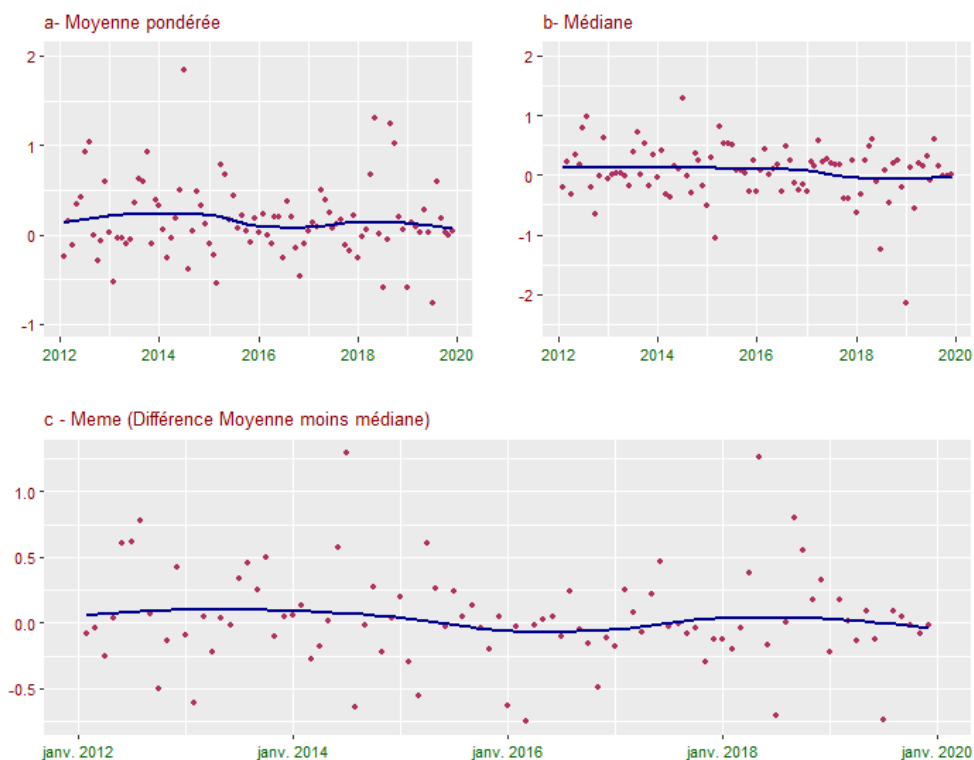 a- Moyenne pondérée
2
1
0
-1
2012 2014 2016 2018 2020
b- Médiane
2
1
0
-1
-2
2012 2014 2016 2018 2020
c - Meme (Différence Moyenne moins médiane)
1.0
0.5
0.0
-0.5
janv. 2012 janv. 2014 janv. 2016 janv. 2018 janv. 2020